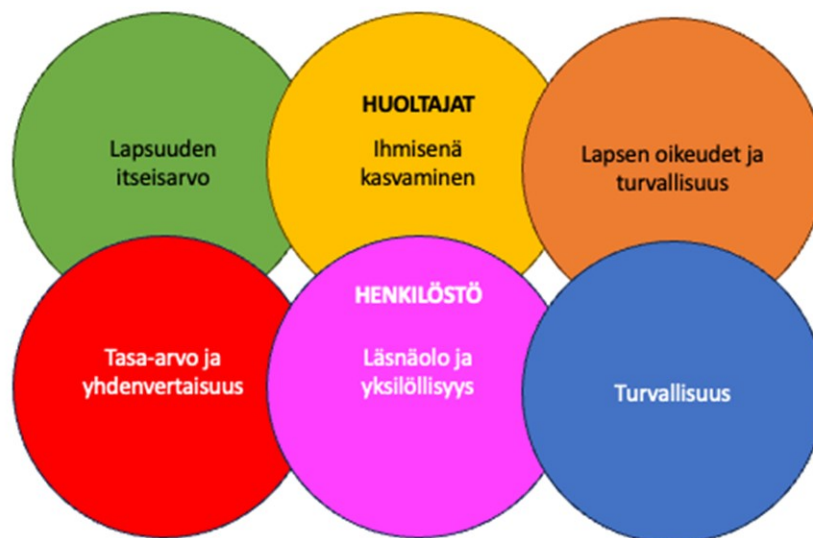 Lapsuuden
itseisarvo
HUOLTAJAT
Ihmisenä
kasvaminen
Lapsen oikeudet ja
turvallisuus
Tasa-arvo ja
yhdenvertaisuus
HENKILÖSTÖ
Läsnäolo ja
yksilöllisyys
Turvallisuus